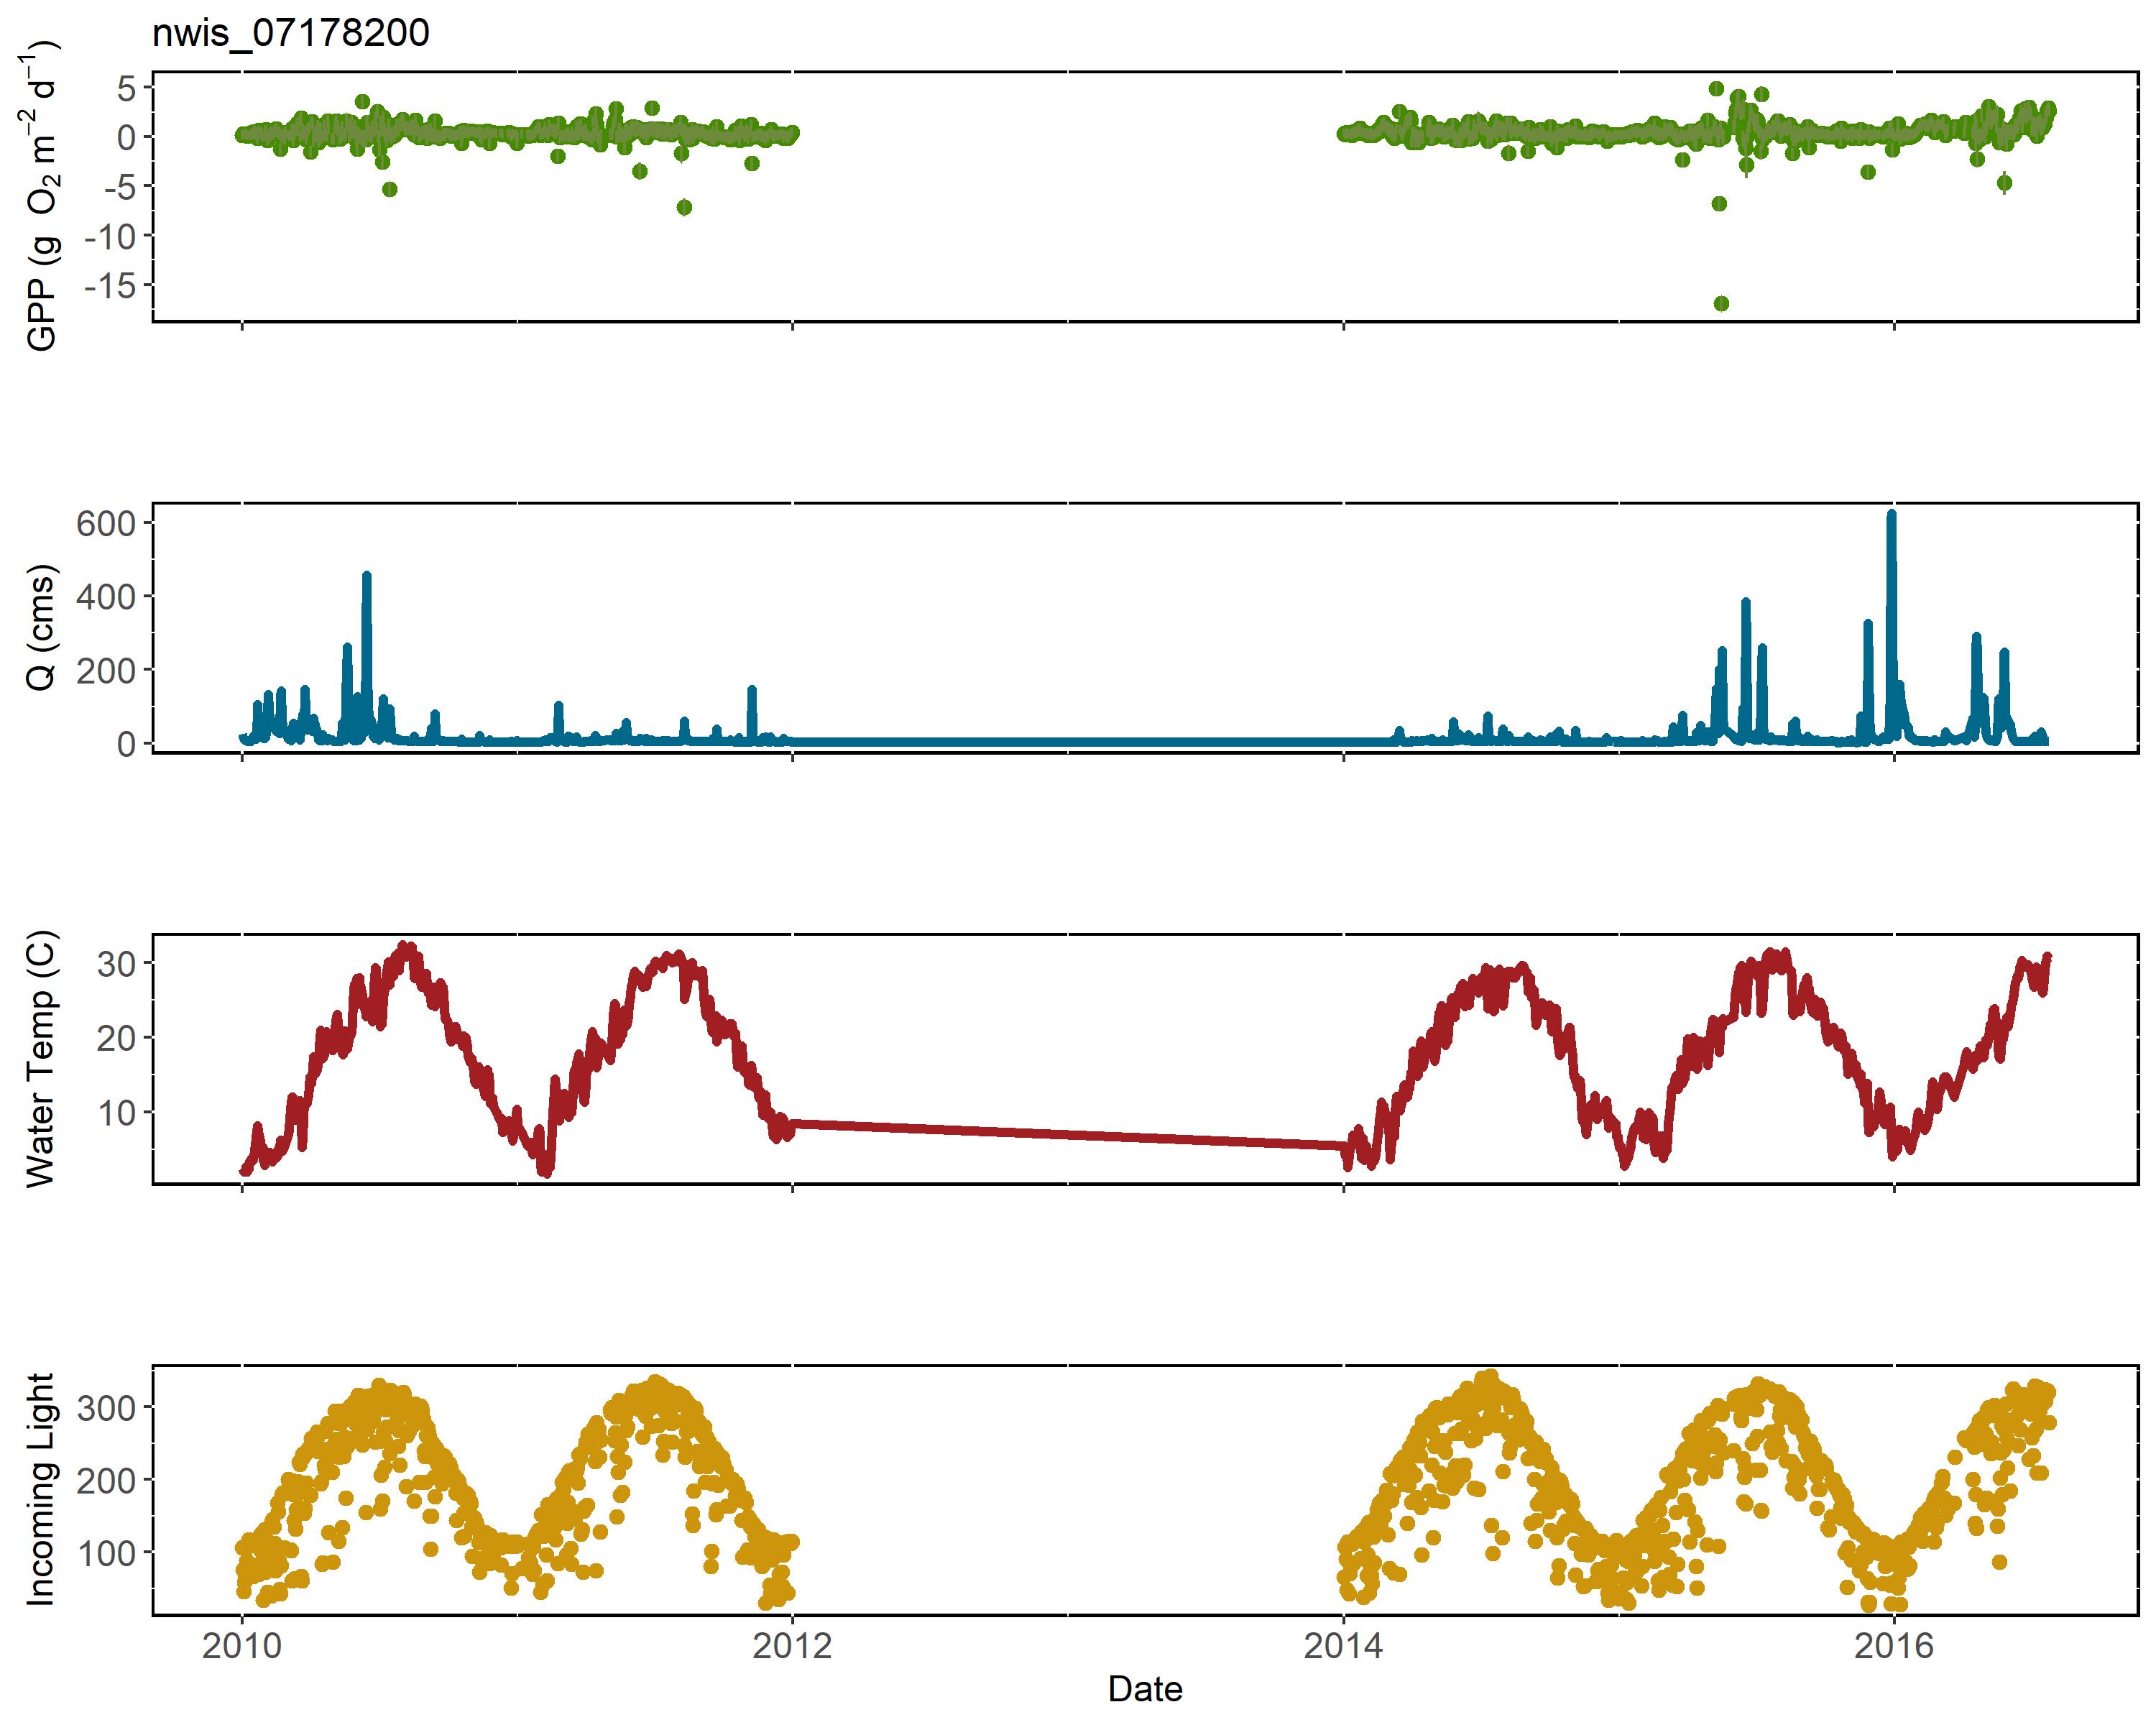 nwis_07178200
GPP (g O₂ m⁻² d⁻¹)
5
0
-5
-10
-15
Q (cms)
600
400
200
0
Water Temp (C)
30
20
10
Incoming Light
300
200
100
2010 2012 2014 2016
Date